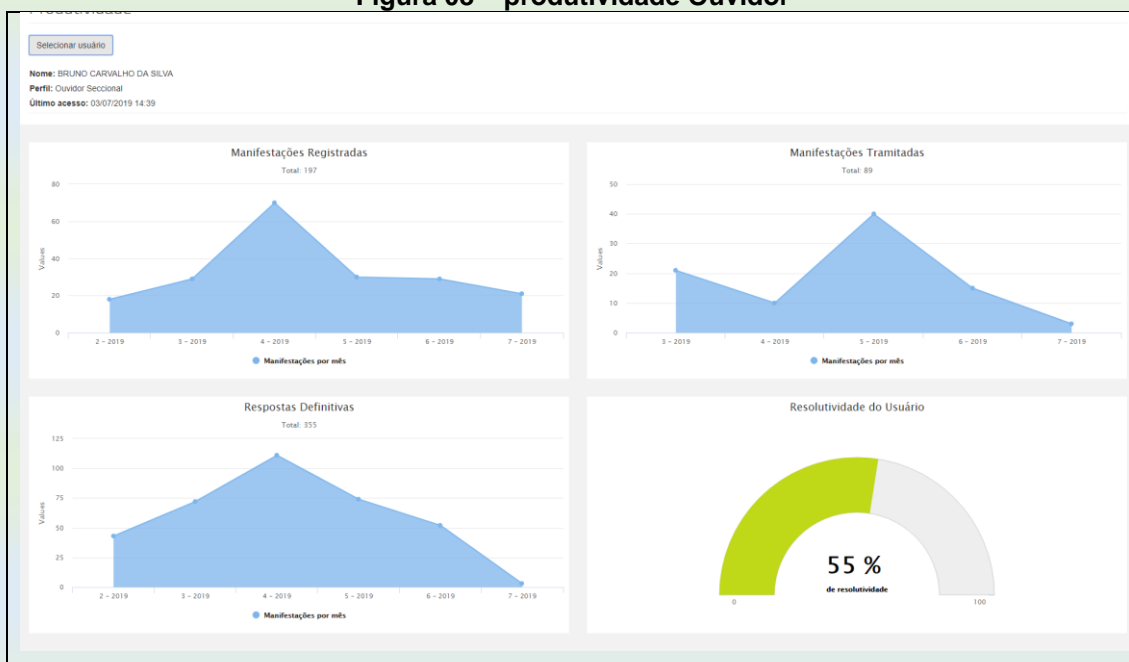 Figura 08 – produtividade Ouvidor
Produtividade
Selecionar usuário
Nome: BRUNO CARVALHO DA SILVA
Perfil: Ouvidor Seccional
Último acesso: 03/07/2019 14:39
Manifestações Registradas
Total: 197
80
60
40
20
0
Values
2 – 2019 3 – 2019 4 – 2019 5 – 2019 6 – 2019 7 – 2019
Manifestações por mês
Manifestações Tramitadas
Total: 89
50
40
30
20
10
0
Values
3 – 2019 4 – 2019 5 – 2019 6 – 2019 7 – 2019
Manifestações por mês
Respostas Definitivas
Total: 355
125
100
75
50
25
0
Values
2 – 2019 3 – 2019 4 – 2019 5 – 2019 6 – 2019 7 – 2019
Manifestações por mês
Resolutividade do Usuário
55 %
de resolutividade
0 100